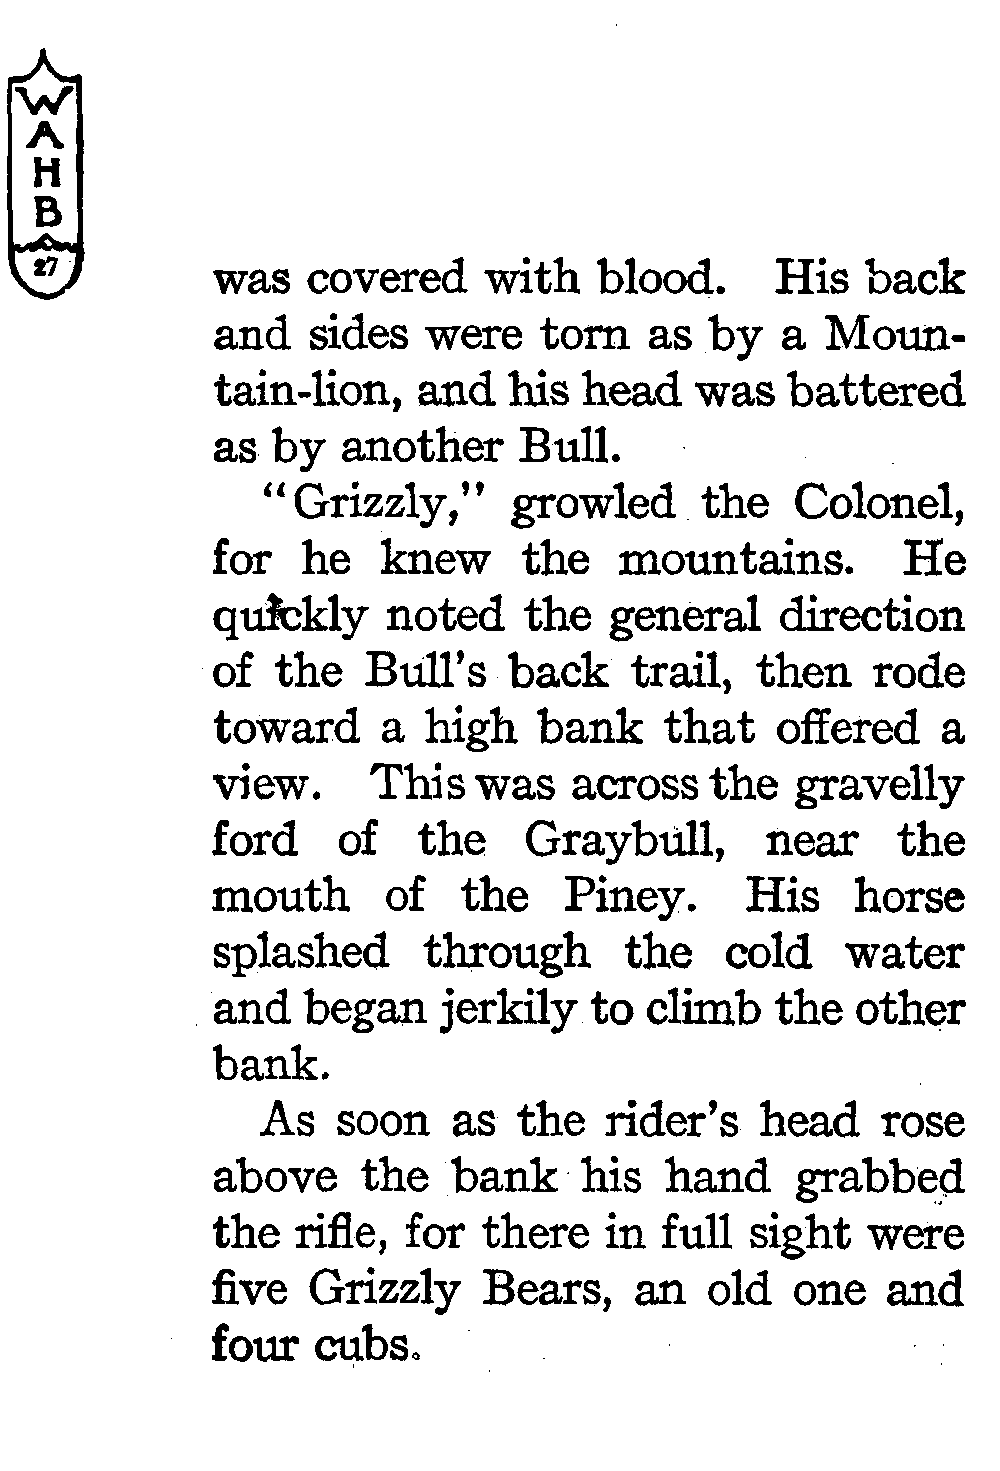 W
A
H
B
27
was covered with blood. His back
and sides were torn as by a Moun-
tain-lion, and his head was battered
as by another Bull.
“Grizzly,” growled the Colonel,
for he knew the mountains. He
quickly noted the general direction
of the Bull’s back trail, then rode
toward a high bank that offered a
view. This was across the gravelly
ford of the Graybull, near the
mouth of the Piney. His horse
splashed through the cold water
and began jerkily to climb the other
bank.
As soon as the rider’s head rose
above the bank his hand grabbed
the rifle, for there in full sight were
five Grizzly Bears, an old one and
four cubs.